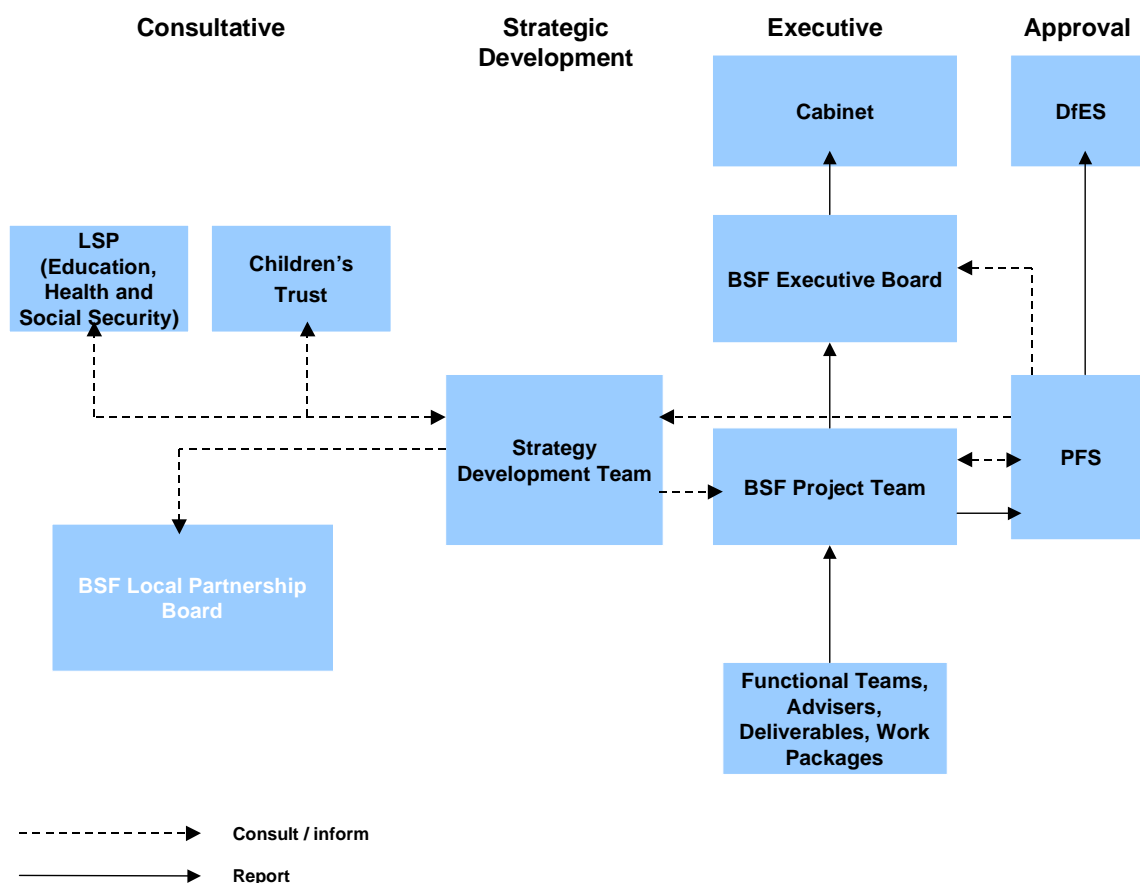 Consultative
Strategic
Development
Executive
Approval
Cabinet
DfES
LSP
(Education,
Health and
Social Security)
Children's
Trust
BSF Executive Board
Strategy
Development Team
BSF Project Team
PFS
BSF Local Partnership
Board
Functional Teams,
Advisers,
Deliverables, Work
Packages
Consult / inform
Report